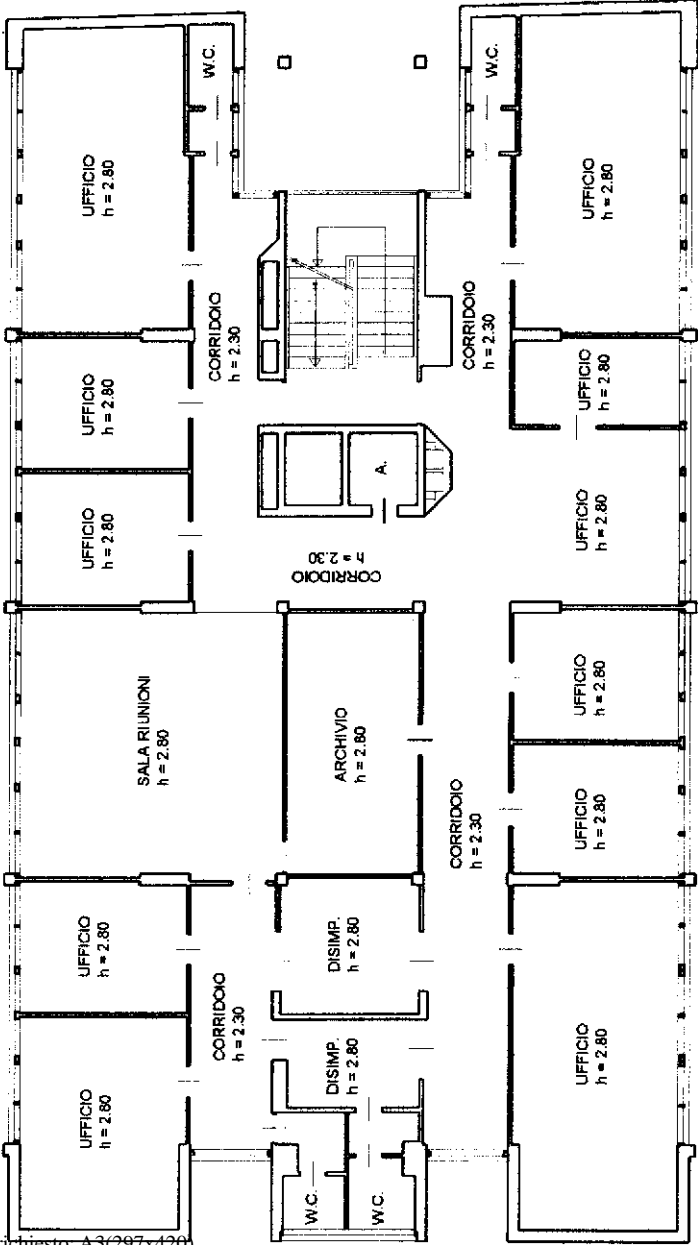 UFFICIO
h = 2.80
W.C.
W.C.
UFFICIO
h = 2.80
CORRIDOIO
h = 2.30
CORRIDOIO
h = 2.30
UFFICIO
h = 2.80
UFFICIO
h = 2.80
UFFICIO
h = 2.80
A.
UFFICIO
h = 2.80
CORRIDOIO
h = 2.30
SALA RIUNIONI
h = 2.80
ARCHIVIO
h = 2.80
UFFICIO
h = 2.80
CORRIDOIO
h = 2.30
UFFICIO
h = 2.80
UFFICIO
h = 2.80
DISIMP.
h = 2.80
CORRIDOIO
h = 2.30
DISIMP.
h = 2.80
UFFICIO
h = 2.80
UFFICIO
h = 2.80
W.C.
W.C.